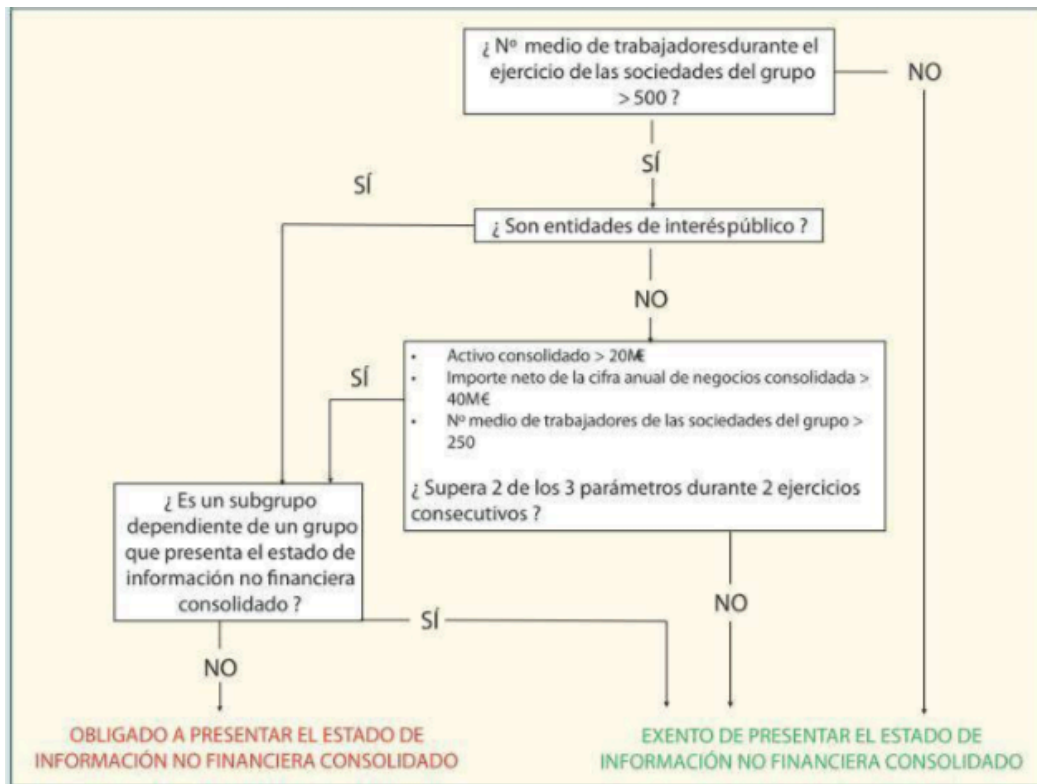 ¿ Nº medio de trabajadoresdurante el
ejercicio de las sociedades del grupo
> 500 ?
NO
SÍ
SÍ
¿ Son entidades de interéspúblico ?
NO
• Activo consolidado > 20M€
• Importe neto de la cifra anual de negocios consolidada >
40M€
• Nº medio de trabajadores de las sociedades del grupo >
250
¿ Supera 2 de los 3 parámetros durante 2 ejercicios
consecutivos ?
SÍ
¿ Es un subgrupo
dependiente de un grupo
que presenta el estado de
información no financiera
consolidado ?
SÍ
NO
NO
OBLIGADO A PRESENTAR EL ESTADO DE
INFORMACIÓN NO FINANCIERA CONSOLIDADO
EXENTO DE PRESENTAR EL ESTADO DE
INFORMACIÓN NO FINANCIERA CONSOLIDADO